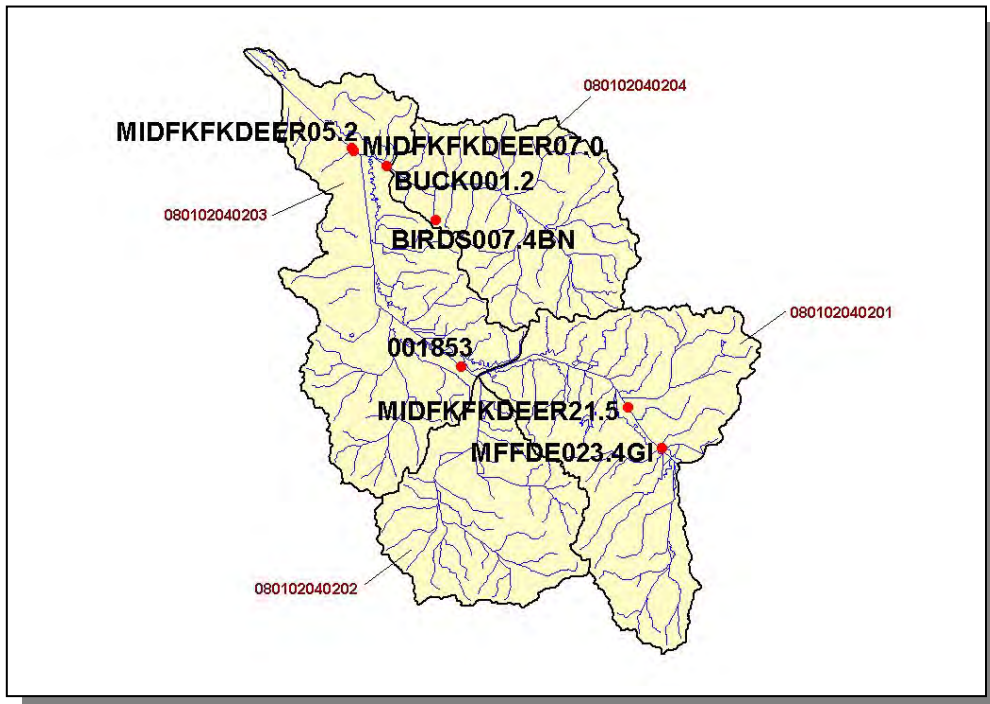 080102040204
MIDFKFKDEER05.2
MIDFKFKDEER07.0
BUCK001.2
080102040203
BIRDS007.4BN
080102040201
001853
MIDFKFKDEER21.5
MFFDE023.4GI
080102040202